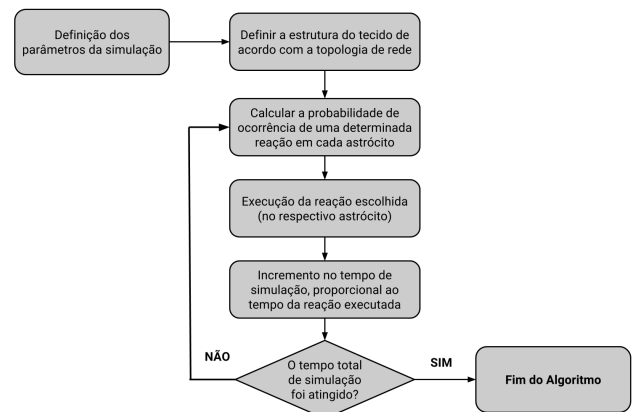 Definição dos
parâmetros da simulação
Definir a estrutura do tecido de
acordo com a topologia de rede
Calcular a probabilidade de
ocorrência de uma determinada
reação em cada astrócito
Execução da reação escolhida
(no respectivo astrócito)
Incremento no tempo de
simulação, proporcional ao
tempo da reação executada
NÃO
O tempo total
de simulação
foi atingido?
SIM
Fim do Algoritmo